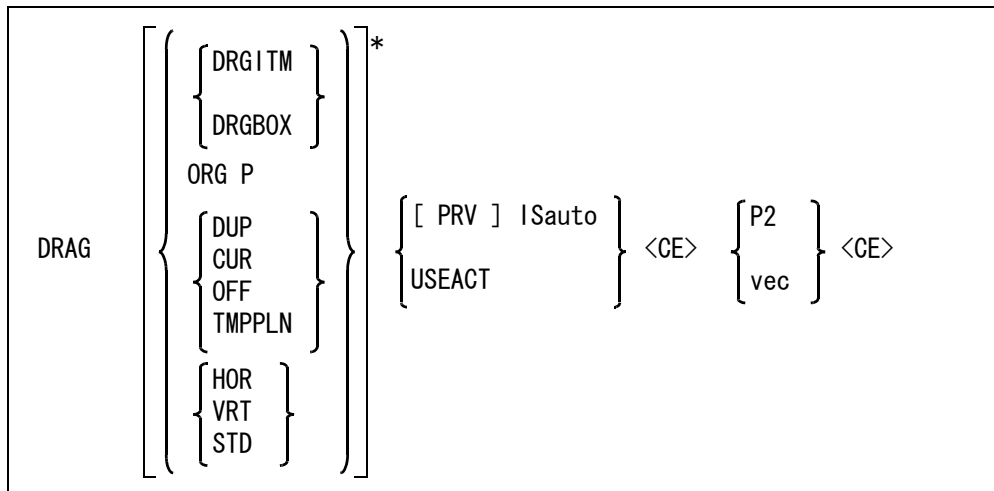 DRAG
DRGITM
DRGBOX
ORG P
DUP
CUR
OFF
TMPPLN
HOR
VRT
STD
*
[ PRV ] ISauto
USEACT
<CE>
P2
vec
<CE>